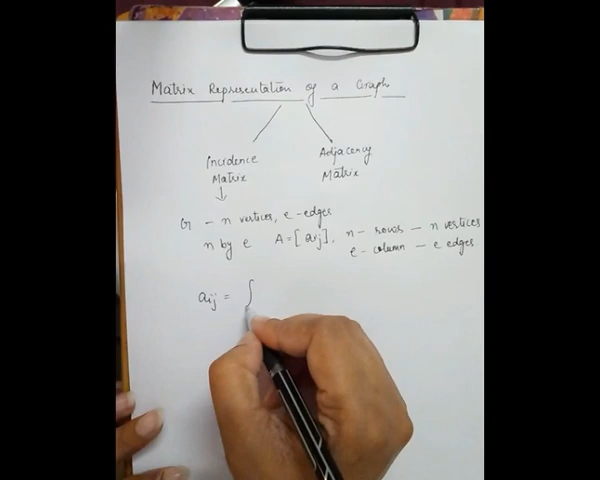 Matrix Representation of a Graph
Incidence Matrix
Adjacency Matrix
G - n vertices, e-edges
n by e A = [aij], n - rows - n vertices
e - column - e edges
aij =